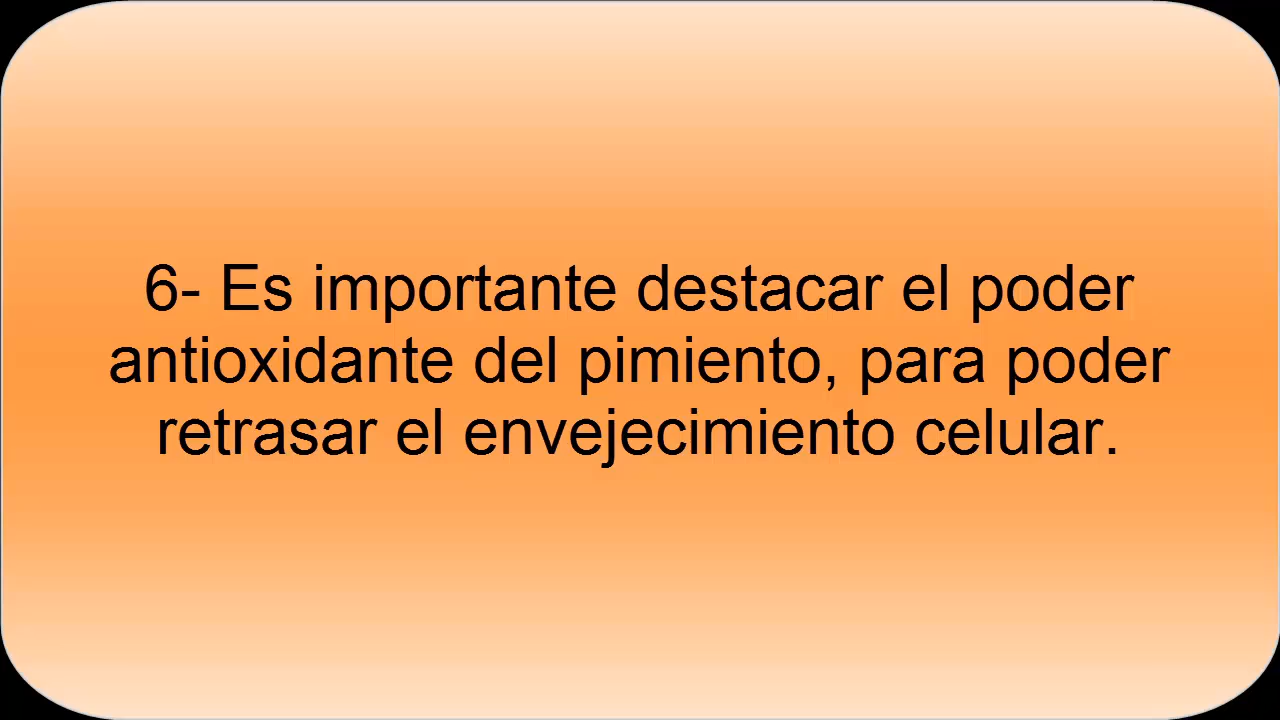 6- Es importante destacar el poder
antioxidante del pimiento, para poder
retrasar el envejecimiento celular.